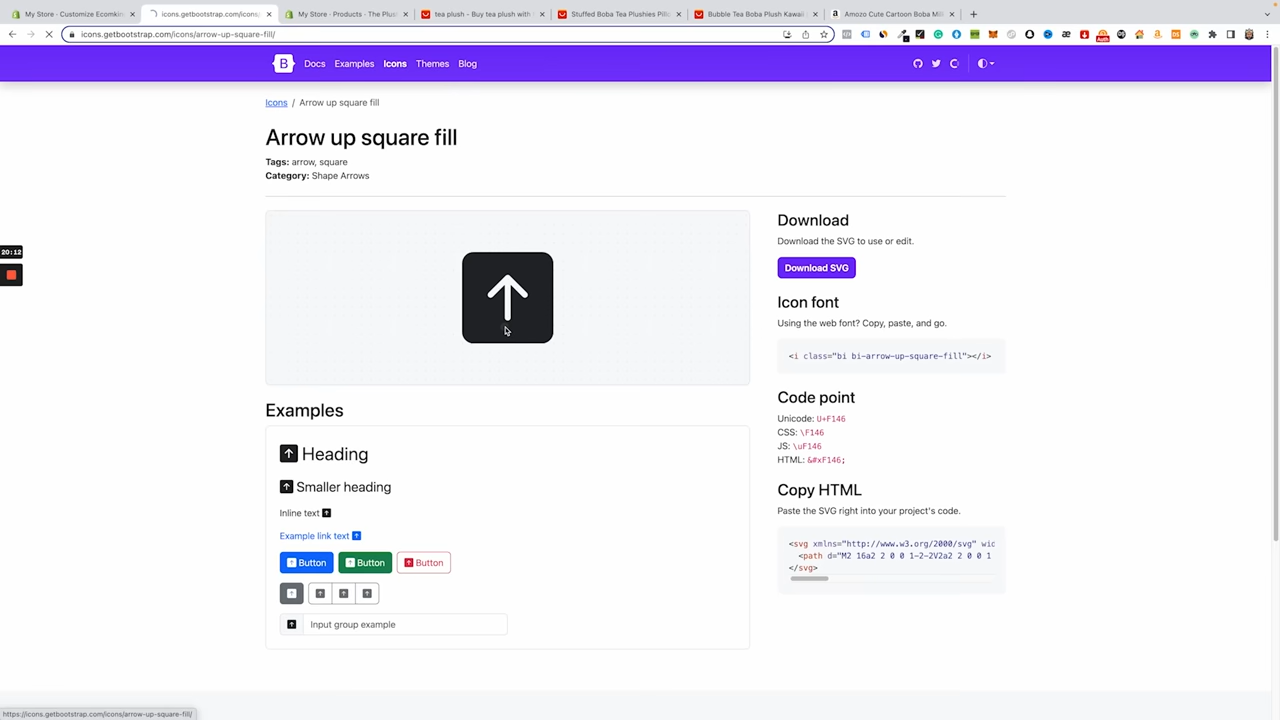 My Store - Customize Ecomkin
icons.getbootstrap.com/icons/
My Store - Products - The Plus
tea plush - Buy tea plush with
Stuffed Boba Tea Plushies Pill
Bubble Tea Boba Plush Kawaii
Amozo Cute Cartoon Boba Mil
icons.getbootstrap.com/icons/arrow-up-square-fill/
B
Docs
Examples
Icons
Themes
Blog
Icons / Arrow up square fill
Arrow up square fill
Tags: arrow, square
Category: Shape Arrows
20:12
Download
Download the SVG to use or edit.
Download SVG
Icon font
Using the web font? Copy, paste, and go.
<i class="bi bi-arrow-up-square-fill"></i>
Code point
Unicode: U+F146
CSS: \F146
JS: \uF146
HTML: &#xF146;
Copy HTML
Paste the SVG right into your project's code.
<svg xmlns="http://www.w3.org/2000/svg" wic
<path d="M2 16a2 2 0 0 1-2-2V2a2 2 0 0 1
</svg>
Examples
Heading
Smaller heading
Inline text
Example link text
Button
Button
Button
Input group example
https://icons.getbootstrap.com/icons/arrow-up-square-fill/